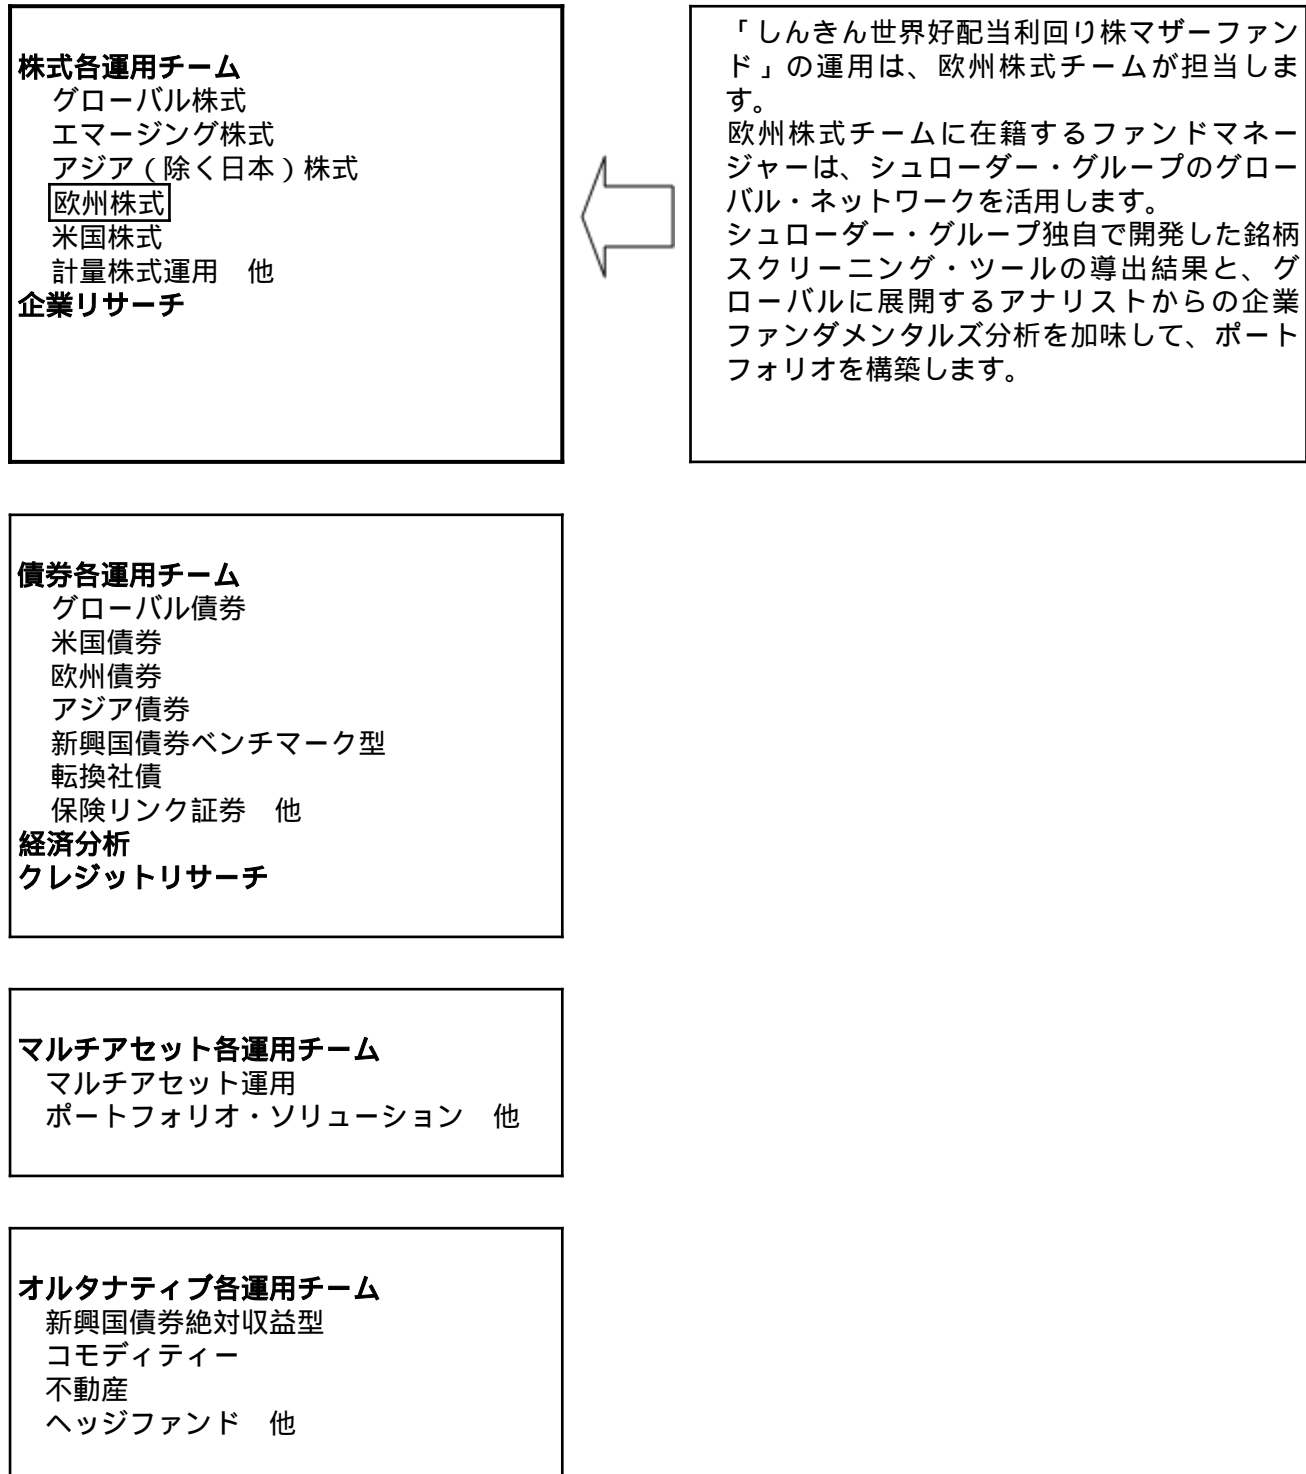 株式各運用チーム
グローバル株式
エマージング株式
アジア（除く日本）株式
欧州株式
米国株式
計量株式運用　他
企業リサーチ
「しんきん世界好配当利回り株マザーファン
ド」の運用は、欧州株式チームが担当しま
す。
欧州株式チームに在籍するファンドマネー
ジャーは、シュローダー・グループのグロー
バル・ネットワークを活用します。
シュローダー・グループ独自で開発した銘柄
スクリーニング・ツールの導出結果と、グ
ローバルに展開するアナリストからの企業
ファンダメンタルズ分析を加味して、ポート
フォリオを構築します。
債券各運用チーム
グローバル債券
米国債券
欧州債券
アジア債券
新興国債券ベンチマーク型
転換社債
保険リンク証券　他
経済分析
クレジットリサーチ
マルチアセット各運用チーム
マルチアセット運用
ポートフォリオ・ソリューション　他
オルタナティブ各運用チーム
新興国債券絶対収益型
コモディティー
不動産
ヘッジファンド　他